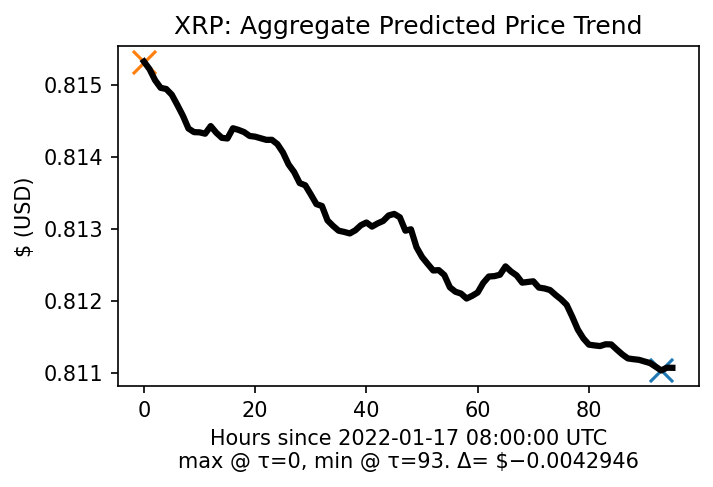 XRP: Aggregate Predicted Price Trend
$ (USD)
0.815
0.814
0.813
0.812
0.811
0 20 40 60 80
Hours since 2022-01-17 08:00:00 UTC
max @ τ=0, min @ τ=93. Δ= $−0.0042946